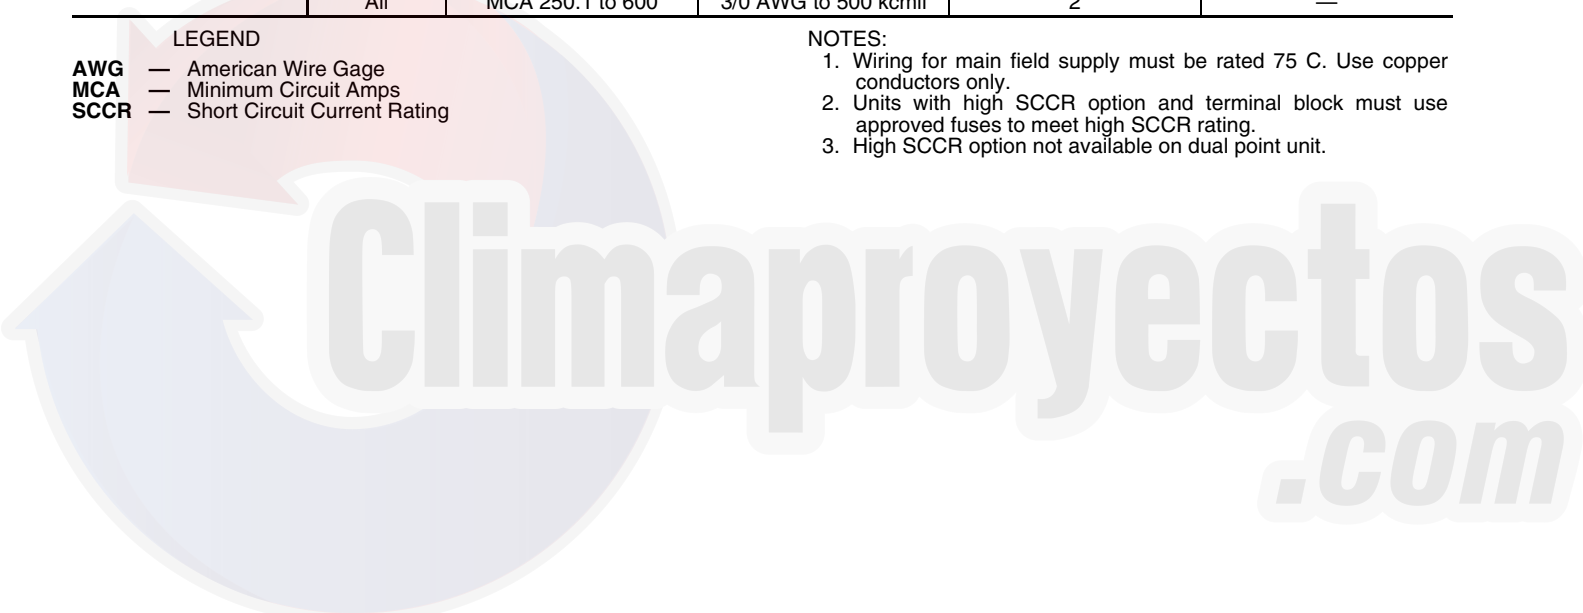 All MCA 250.1 to 600 3/0 AWG to 500 kcmil 2 —
LEGEND
AWG — American Wire Gage
MCA — Minimum Circuit Amps
SCCR — Short Circuit Current Rating
NOTES:
1. Wiring for main field supply must be rated 75 C. Use copper
conductors only.
2. Units with high SCCR option and terminal block must use
approved fuses to meet high SCCR rating.
3. High SCCR option not available on dual point unit.
Climaproyectos
.com